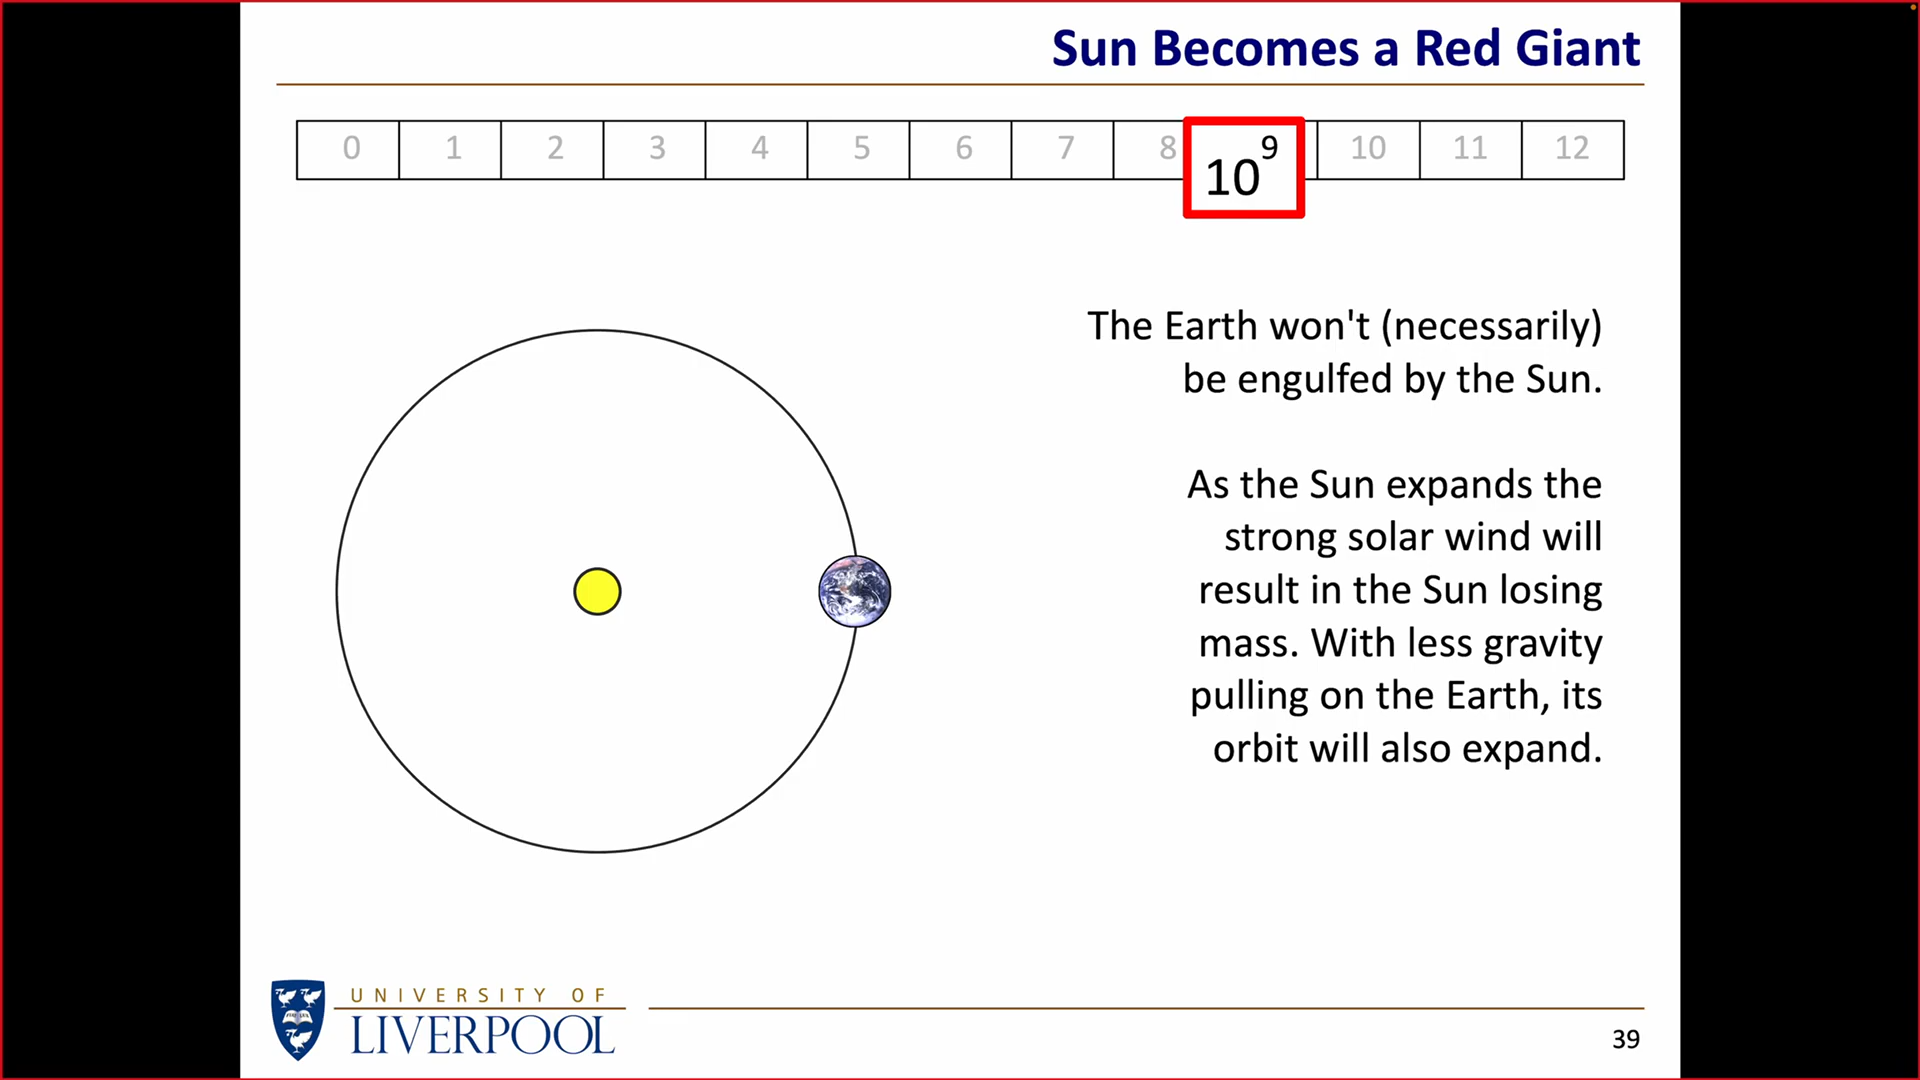 Sun Becomes a Red Giant
0 1 2 3 4 5 6 7 8 10⁹ 10 11 12
The Earth won't (necessarily)
be engulfed by the Sun.
As the Sun expands the
strong solar wind will
result in the Sun losing
mass. With less gravity
pulling on the Earth, its
orbit will also expand.
UNIVERSITY OF
LIVERPOOL
39